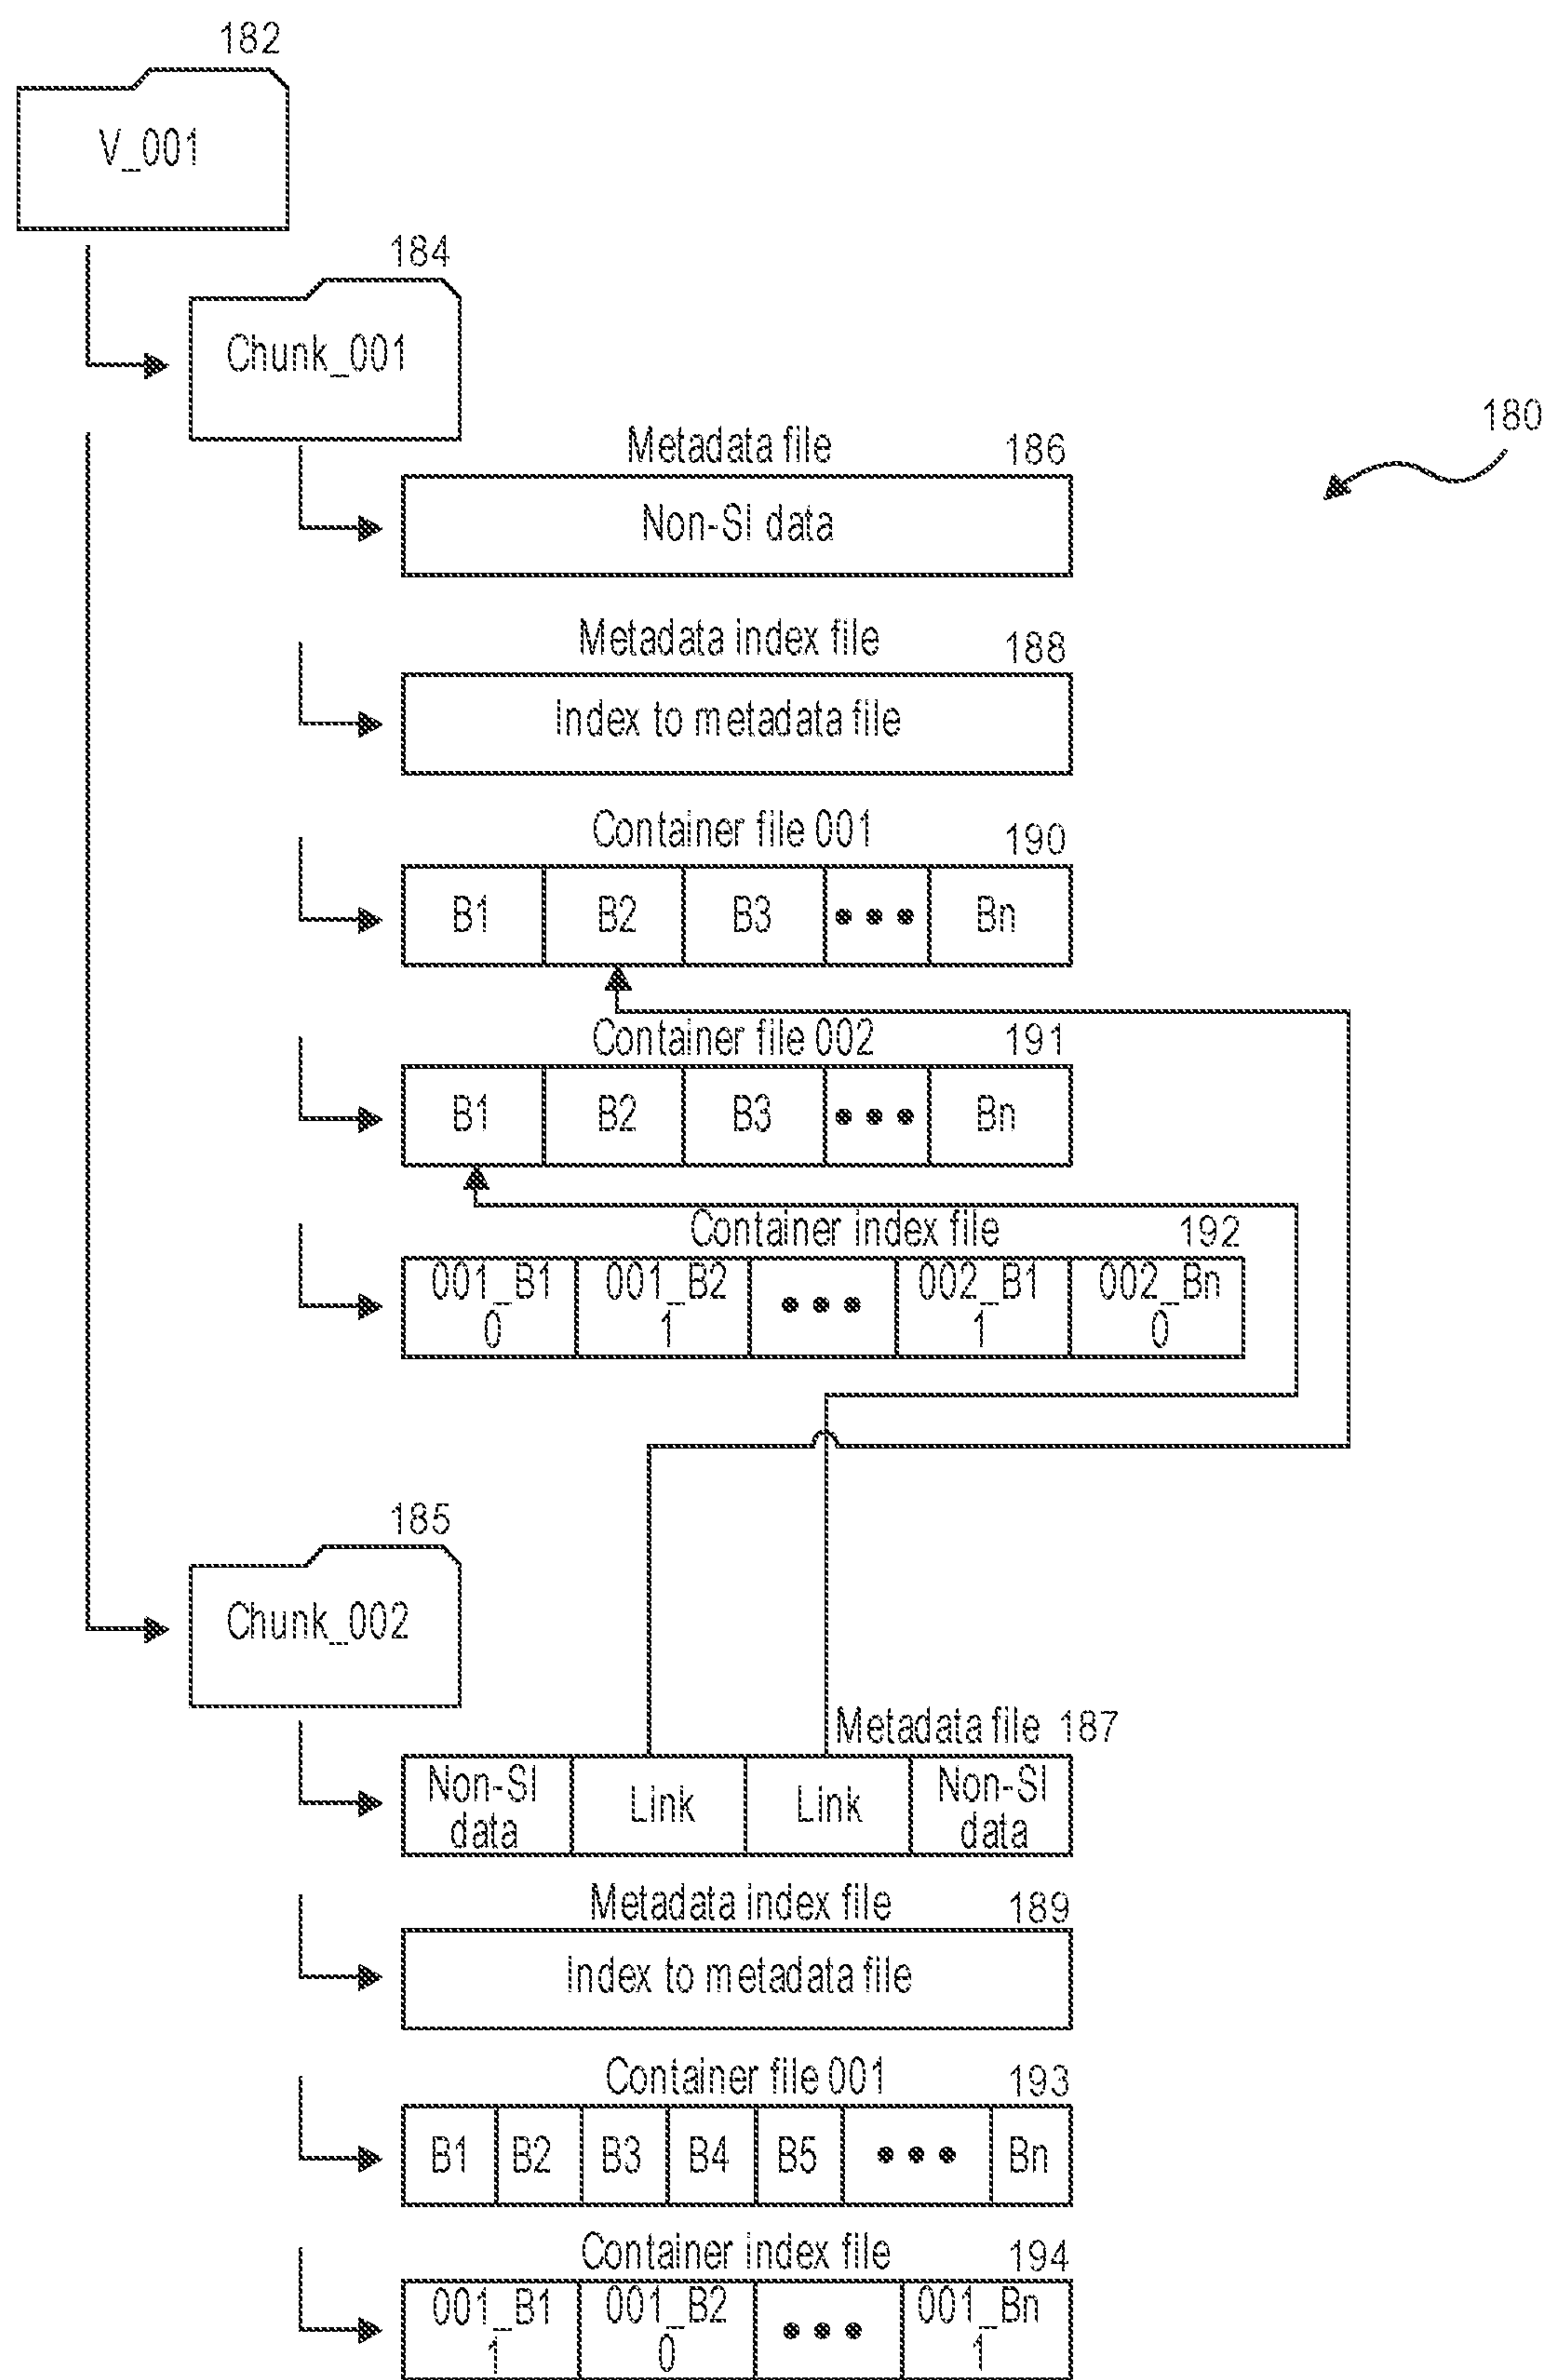 182
V_001
184
Chunk_001
180
Metadata file 186
Non-SI data
Metadata index file 188
Index to metadata file
Container file 001 190
B1 B2 B3 ••• Bn
Container file 002 191
B1 B2 B3 ••• Bn
Container index file 192
001_B1 001_B2 ••• 002_B1 002_Bn
0 1 1 0
185
Chunk_002
Metadata file 187
Non-SI Link Link Non-SI
data data
Metadata index file 189
Index to metadata file
Container file 001 193
B1 B2 B3 B4 B5 ••• Bn
Container index file 194
001_B1 001_B2 ••• 001_Bn
1 0 1